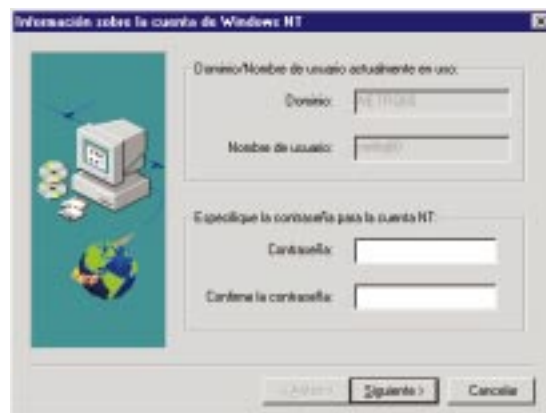 Información sobre la cuenta de Windows NT
Dominio/Nombre de usuario actualmente en uso:
Dominio:
Nombre de usuario:
Especifique la contraseña para la cuenta NT:
Contraseña:
Confirme la contraseña:
Siguiente >
Cancelar